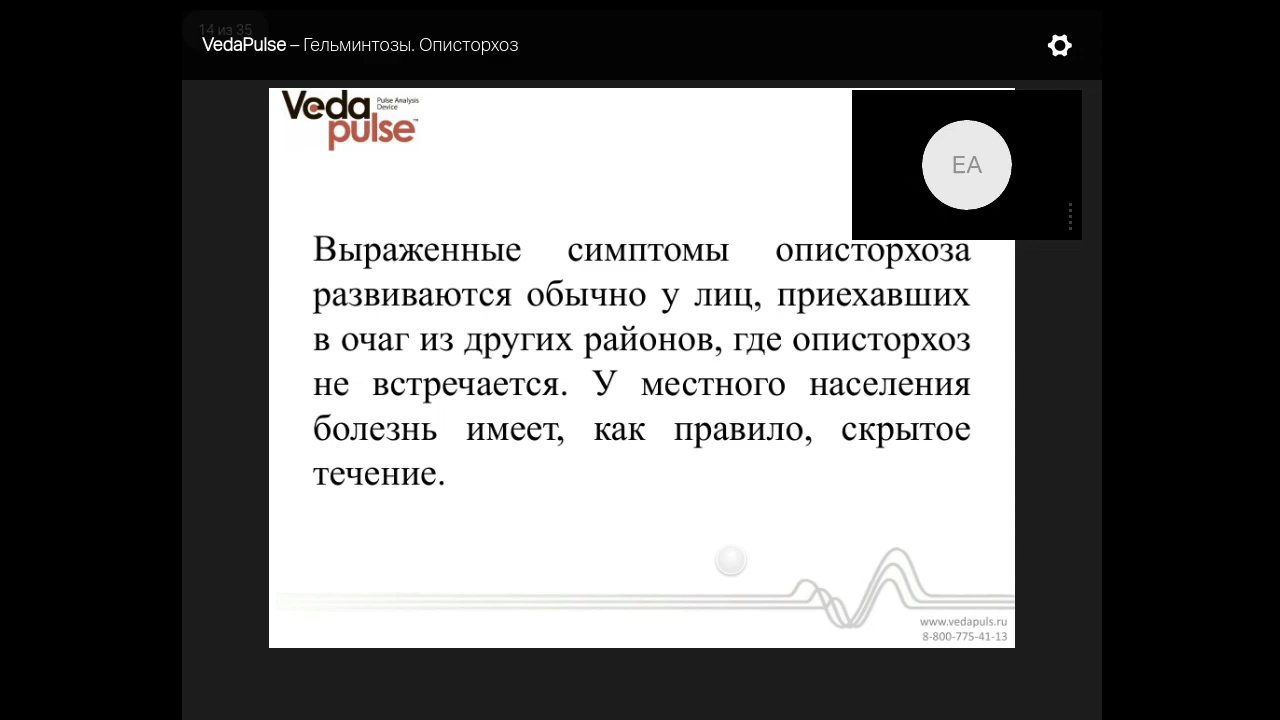 14 из 35
VedaPulse – Гельминтозы. Описторхоз
Veda
Pulse Analysis
Device
pulse™
EA
Выраженные симптомы описторхоза
развиваются обычно у лиц, приехавших
в очаг из других районов, где описторхоз
не встречается. У местного населения
болезнь имеет, как правило, скрытое
течение.
www.vedapuls.ru
8-800-775-41-13